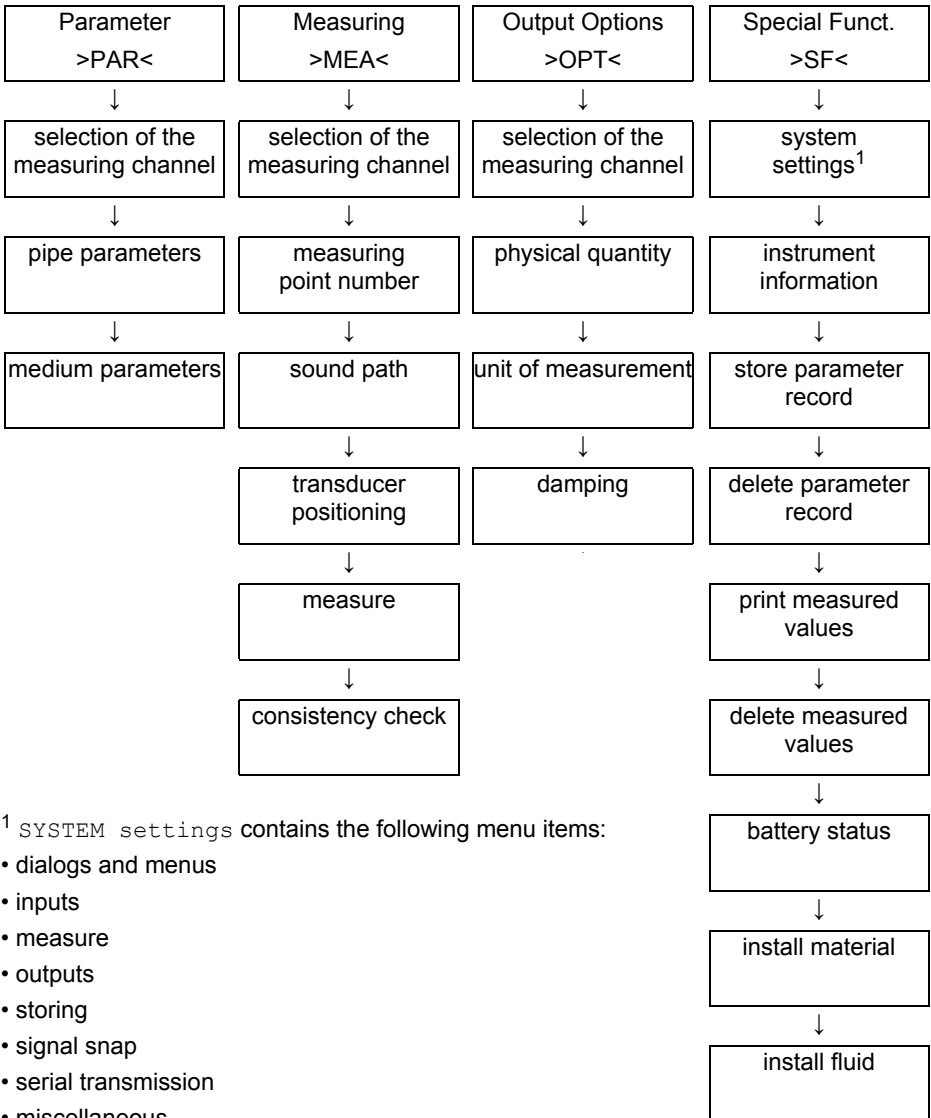 Parameter
>PAR<
selection of the
measuring channel
pipe parameters
medium parameters
Measuring
>MEA<
selection of the
measuring channel
measuring
point number
sound path
transducer
positioning
measure
consistency check
Output Options
>OPT<
selection of the
measuring channel
physical quantity
unit of measurement
damping
Special Funct.
>SF<
system
settings¹
instrument
information
store parameter
record
delete parameter
record
print measured
values
delete measured
values
battery status
install material
install fluid
¹ SYSTEM settings contains the following menu items:
• dialogs and menus
• inputs
• measure
• outputs
• storing
• signal snap
• serial transmission
• miscellaneous